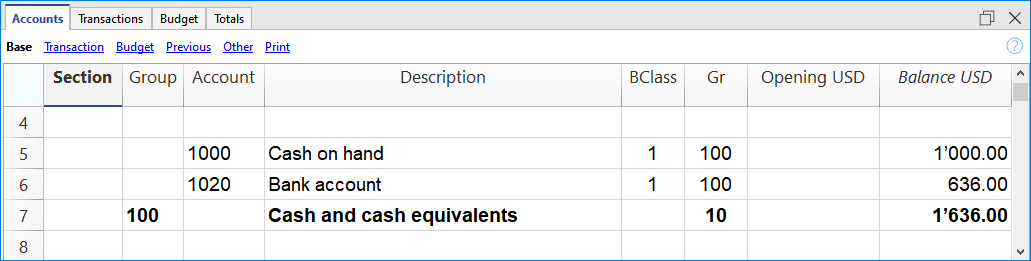 Accounts Transactions Budget Totals
Base Transaction Budget Previous Other Print ?
Section Group Account Description BClass Gr Opening USD Balance USD
4
5 1000 Cash on hand 1 100 1’000.00
6 1020 Bank account 1 100 636.00
7 100 Cash and cash equivalents 10 1’636.00
8